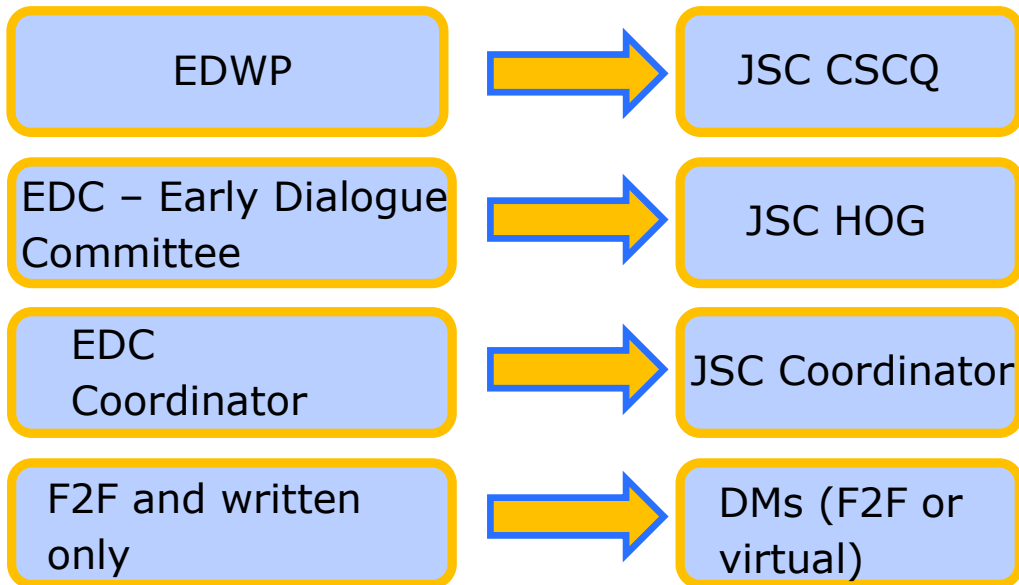 EDWP
JSC CSCQ
EDC – Early Dialogue
Committee
JSC HOG
EDC
Coordinator
JSC Coordinator
F2F and written
only
DMs (F2F or
virtual)